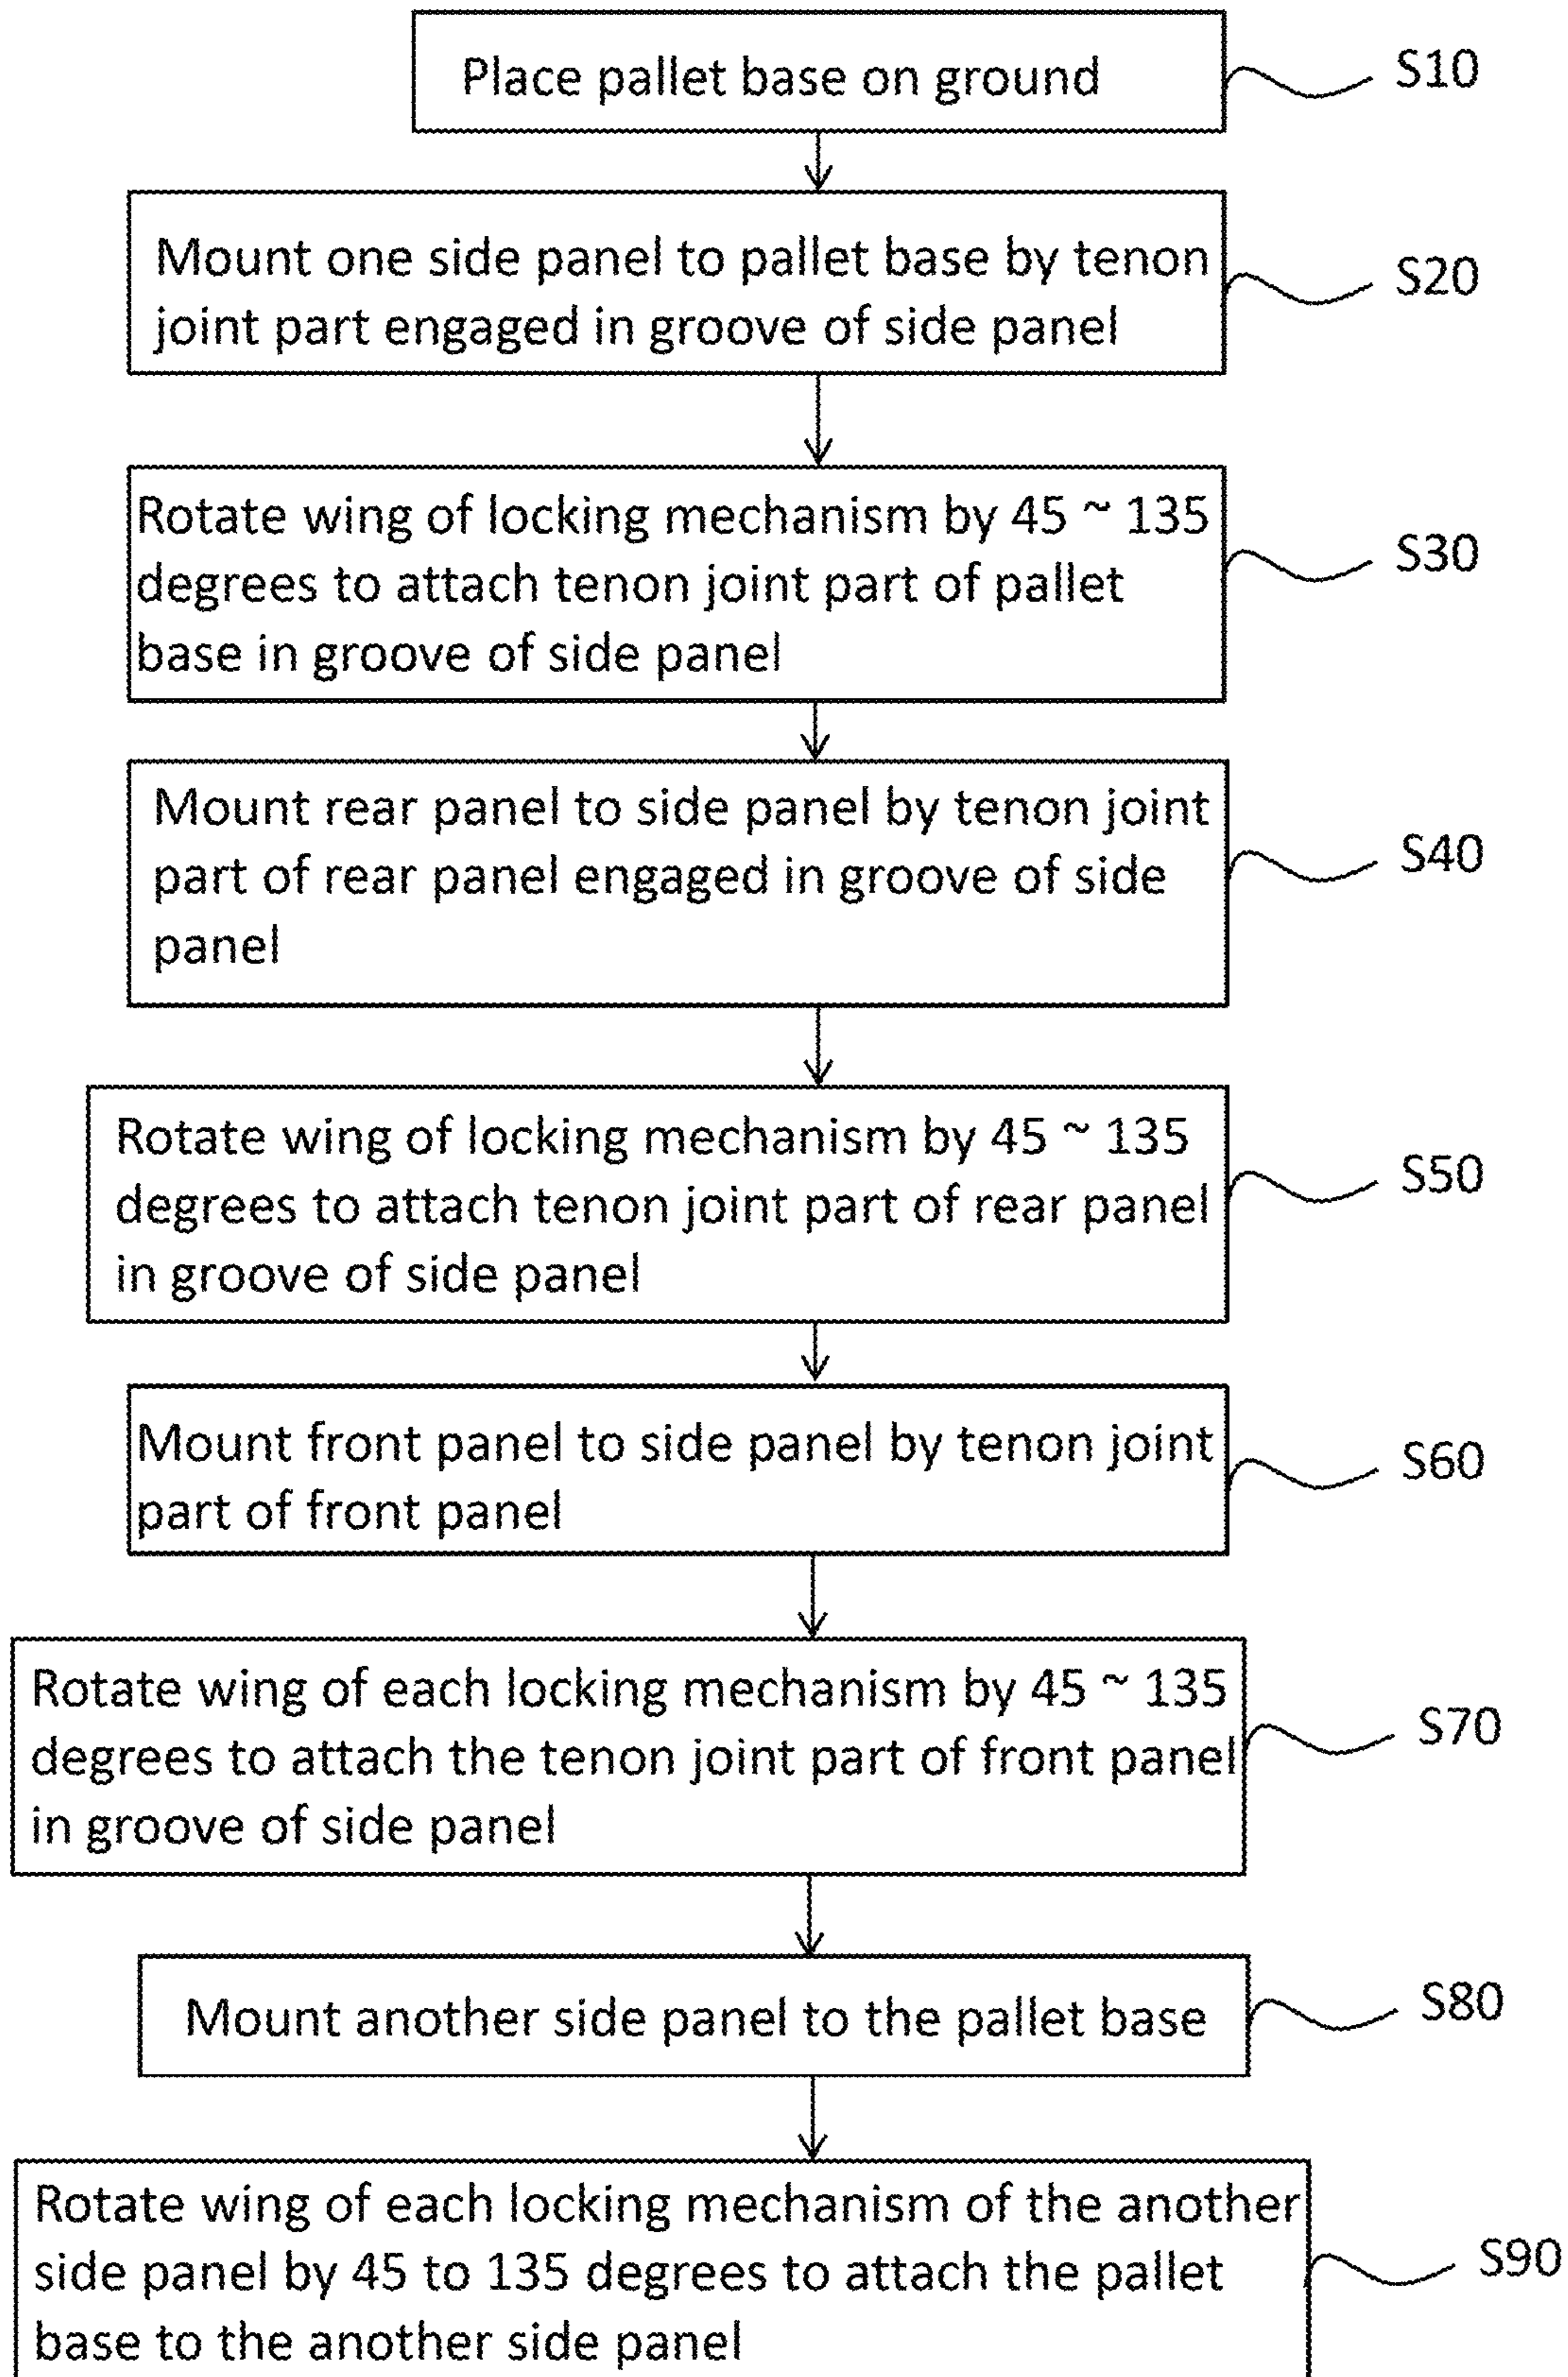 Place pallet base on ground
S10
Mount one side panel to pallet base by tenon
joint part engaged in groove of side panel
S20
Rotate wing of locking mechanism by 45 ~ 135
degrees to attach tenon joint part of pallet
base in groove of side panel
S30
Mount rear panel to side panel by tenon joint
part of rear panel engaged in groove of side
panel
S40
Rotate wing of locking mechanism by 45 ~ 135
degrees to attach tenon joint part of rear panel
in groove of side panel
S50
Mount front panel to side panel by tenon joint
part of front panel
S60
Rotate wing of each locking mechanism by 45 ~ 135
degrees to attach the tenon joint part of front panel
in groove of side panel
S70
Mount another side panel to the pallet base
S80
Rotate wing of each locking mechanism of the another
side panel by 45 to 135 degrees to attach the pallet
base to the another side panel
S90